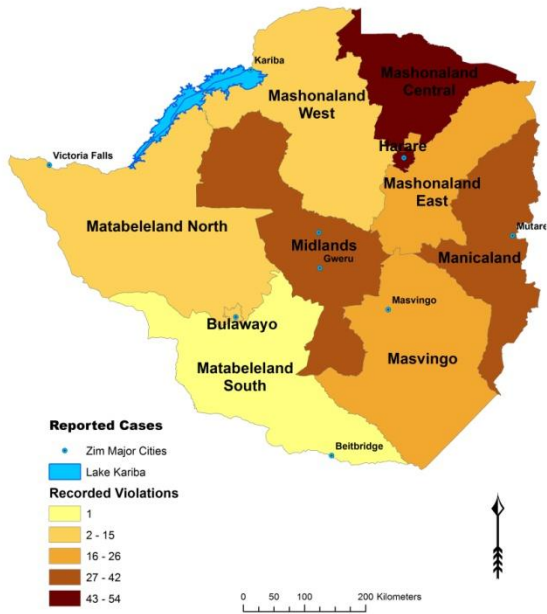 Kariba
Mashonaland
Central
Mashonaland
West
Harare
Victoria Falls
Mashonaland
East
Matabeleland North
Mutare
Midlands
Gweru
Manicaland
Masvingo
Bulawayo
Masvingo
Matabeleland
South
Beitbridge
Reported Cases
Zim Major Cities
Lake Kariba
Recorded Violations
1
2 - 15
16 - 26
27 - 42
43 - 54
0 50 100 200 Kilometers